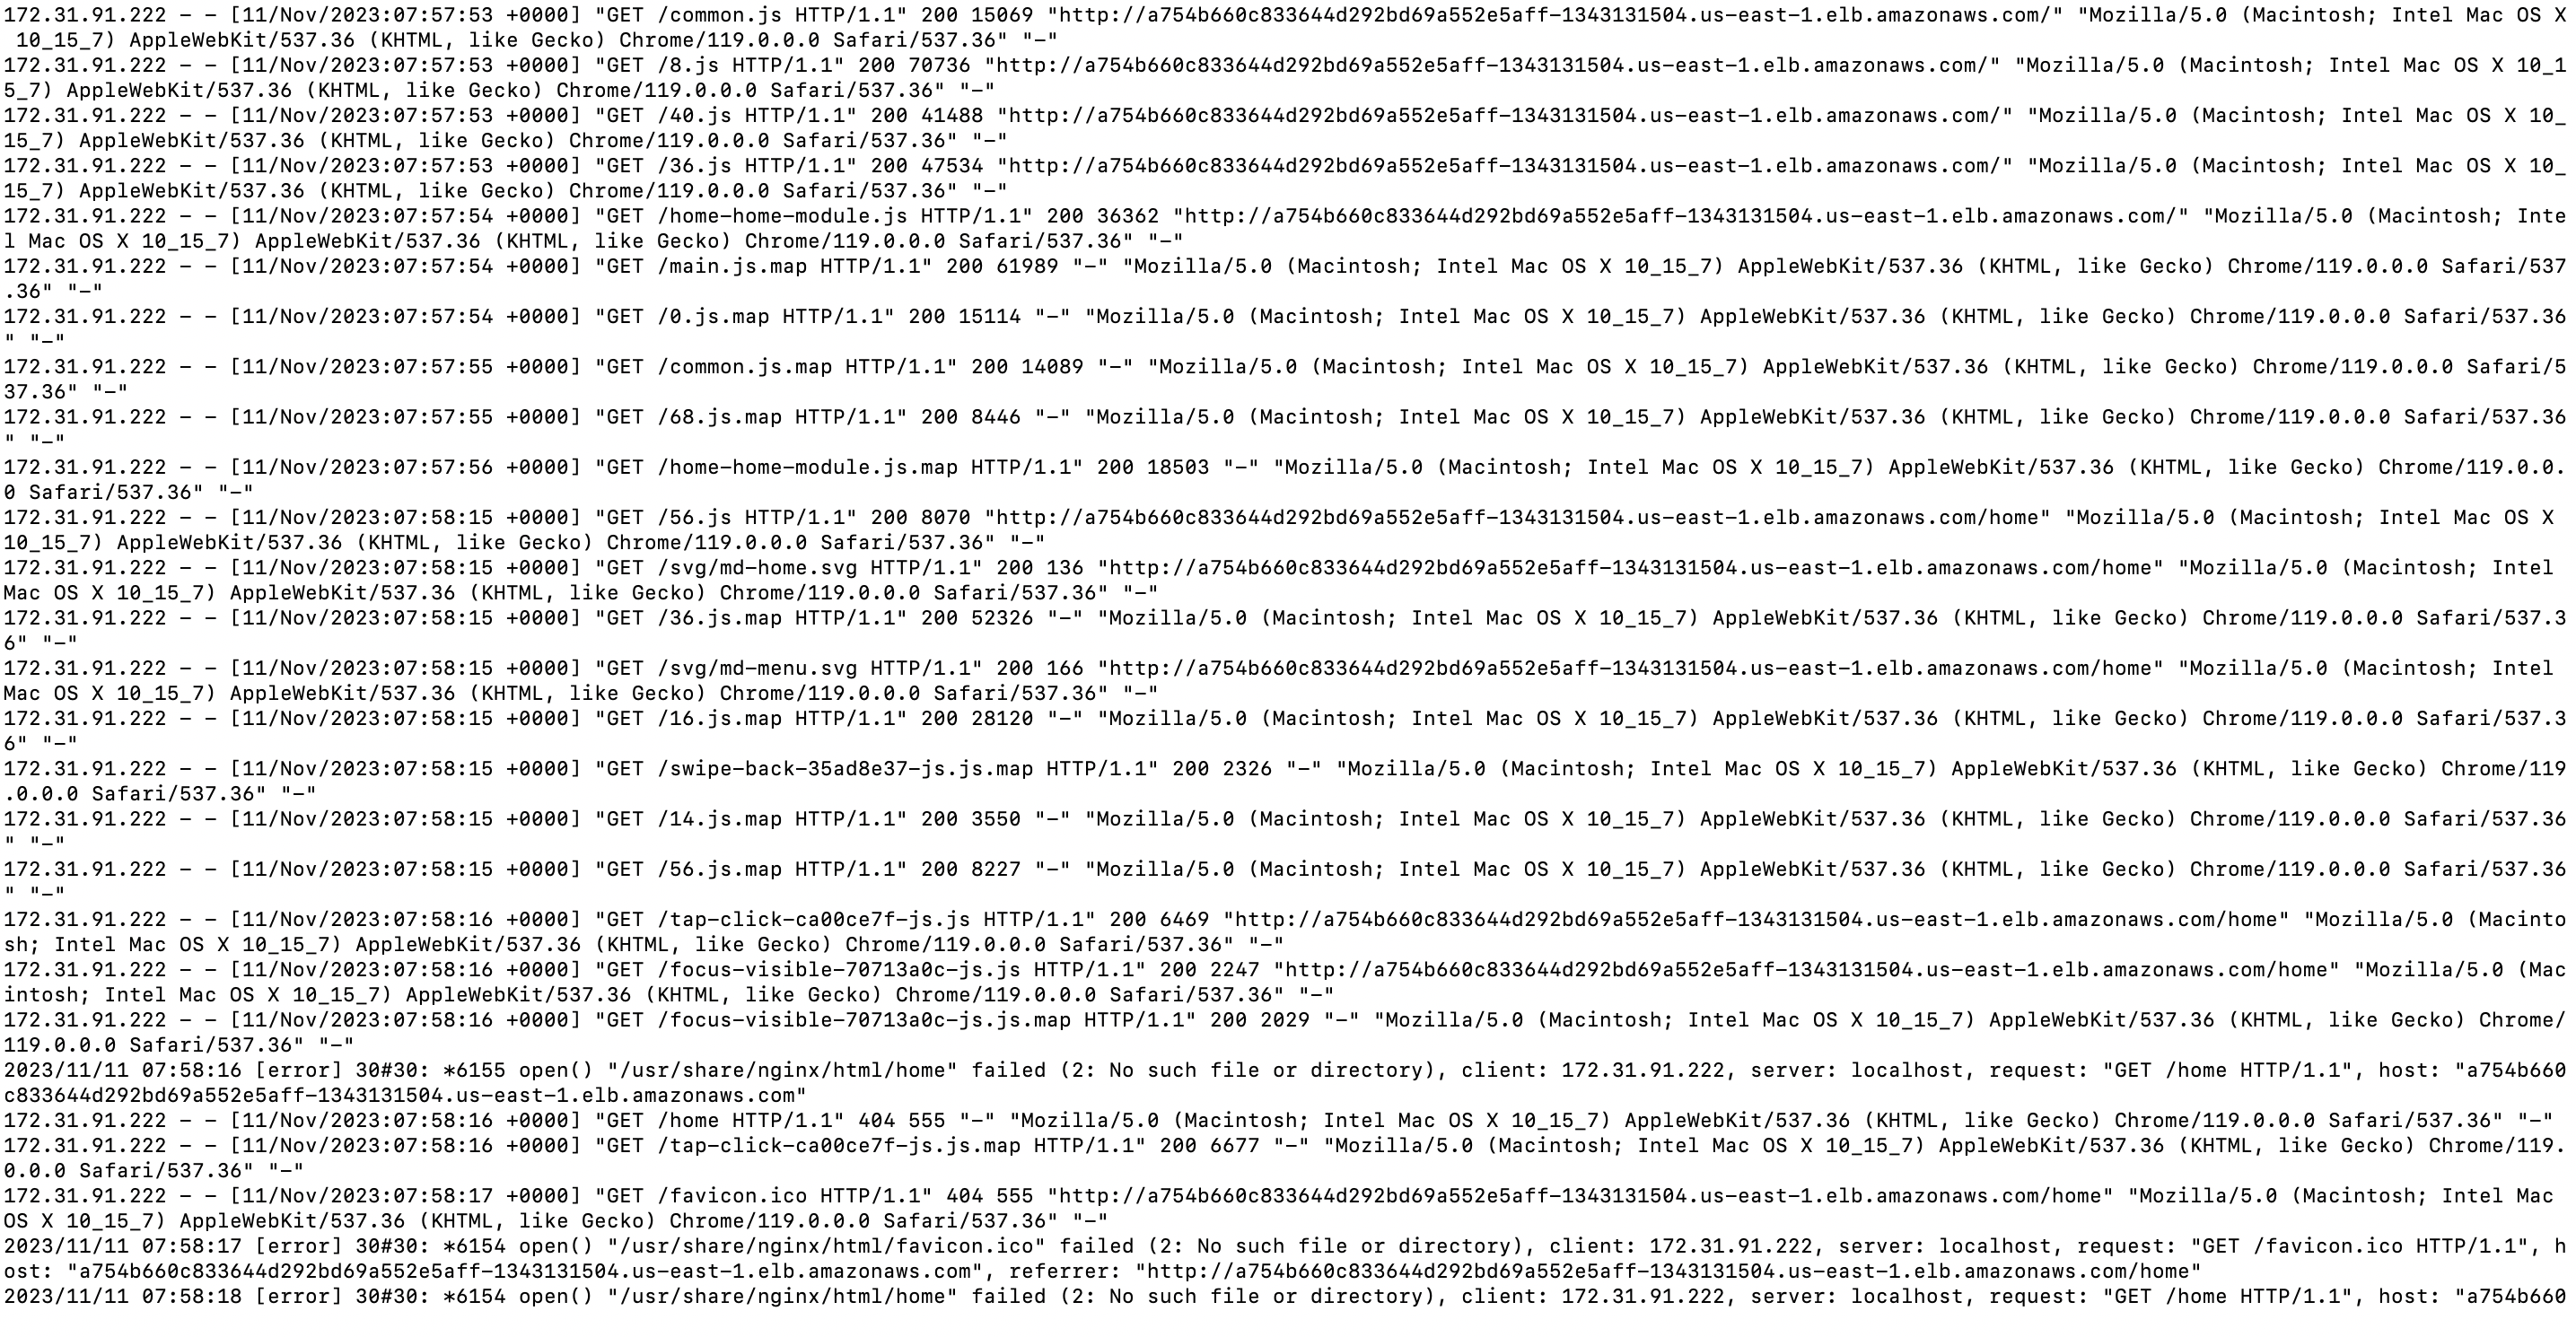 172.31.91.222 - - [11/Nov/2023:07:57:53 +0000] "GET /common.js HTTP/1.1" 200 15069 "http://a754b660c833644d292bd69a552e5aff-1343131504.us-east-1.elb.amazonaws.com/" "Mozilla/5.0 (Macintosh; Intel Mac OS X
 10_15_7) AppleWebKit/537.36 (KHTML, like Gecko) Chrome/119.0.0.0 Safari/537.36" "-"
172.31.91.222 - - [11/Nov/2023:07:57:53 +0000] "GET /8.js HTTP/1.1" 200 70736 "http://a754b660c833644d292bd69a552e5aff-1343131504.us-east-1.elb.amazonaws.com/" "Mozilla/5.0 (Macintosh; Intel Mac OS X 10_1
5_7) AppleWebKit/537.36 (KHTML, like Gecko) Chrome/119.0.0.0 Safari/537.36" "-"
172.31.91.222 - - [11/Nov/2023:07:57:53 +0000] "GET /40.js HTTP/1.1" 200 41488 "http://a754b660c833644d292bd69a552e5aff-1343131504.us-east-1.elb.amazonaws.com/" "Mozilla/5.0 (Macintosh; Intel Mac OS X 10_
15_7) AppleWebKit/537.36 (KHTML, like Gecko) Chrome/119.0.0.0 Safari/537.36" "-"
172.31.91.222 - - [11/Nov/2023:07:57:53 +0000] "GET /36.js HTTP/1.1" 200 47534 "http://a754b660c833644d292bd69a552e5aff-1343131504.us-east-1.elb.amazonaws.com/" "Mozilla/5.0 (Macintosh; Intel Mac OS X 10_
15_7) AppleWebKit/537.36 (KHTML, like Gecko) Chrome/119.0.0.0 Safari/537.36" "-"
172.31.91.222 - - [11/Nov/2023:07:57:54 +0000] "GET /home-home-module.js HTTP/1.1" 200 36362 "http://a754b660c833644d292bd69a552e5aff-1343131504.us-east-1.elb.amazonaws.com/" "Mozilla/5.0 (Macintosh; Inte
l Mac OS X 10_15_7) AppleWebKit/537.36 (KHTML, like Gecko) Chrome/119.0.0.0 Safari/537.36" "-"
172.31.91.222 - - [11/Nov/2023:07:57:54 +0000] "GET /main.js.map HTTP/1.1" 200 61989 "-" "Mozilla/5.0 (Macintosh; Intel Mac OS X 10_15_7) AppleWebKit/537.36 (KHTML, like Gecko) Chrome/119.0.0.0 Safari/537
.36" "-"
172.31.91.222 - - [11/Nov/2023:07:57:54 +0000] "GET /0.js.map HTTP/1.1" 200 15114 "-" "Mozilla/5.0 (Macintosh; Intel Mac OS X 10_15_7) AppleWebKit/537.36 (KHTML, like Gecko) Chrome/119.0.0.0 Safari/537.36
" "-"
172.31.91.222 - - [11/Nov/2023:07:57:55 +0000] "GET /common.js.map HTTP/1.1" 200 14089 "-" "Mozilla/5.0 (Macintosh; Intel Mac OS X 10_15_7) AppleWebKit/537.36 (KHTML, like Gecko) Chrome/119.0.0.0 Safari/5
37.36" "-"
172.31.91.222 - - [11/Nov/2023:07:57:55 +0000] "GET /68.js.map HTTP/1.1" 200 8446 "-" "Mozilla/5.0 (Macintosh; Intel Mac OS X 10_15_7) AppleWebKit/537.36 (KHTML, like Gecko) Chrome/119.0.0.0 Safari/537.36
" "-"
172.31.91.222 - - [11/Nov/2023:07:57:56 +0000] "GET /home-home-module.js.map HTTP/1.1" 200 18503 "-" "Mozilla/5.0 (Macintosh; Intel Mac OS X 10_15_7) AppleWebKit/537.36 (KHTML, like Gecko) Chrome/119.0.0.
0 Safari/537.36" "-"
172.31.91.222 - - [11/Nov/2023:07:58:15 +0000] "GET /56.js HTTP/1.1" 200 8070 "http://a754b660c833644d292bd69a552e5aff-1343131504.us-east-1.elb.amazonaws.com/home" "Mozilla/5.0 (Macintosh; Intel Mac OS X
10_15_7) AppleWebKit/537.36 (KHTML, like Gecko) Chrome/119.0.0.0 Safari/537.36" "-"
172.31.91.222 - - [11/Nov/2023:07:58:15 +0000] "GET /svg/md-home.svg HTTP/1.1" 200 136 "http://a754b660c833644d292bd69a552e5aff-1343131504.us-east-1.elb.amazonaws.com/home" "Mozilla/5.0 (Macintosh; Intel
Mac OS X 10_15_7) AppleWebKit/537.36 (KHTML, like Gecko) Chrome/119.0.0.0 Safari/537.36" "-"
172.31.91.222 - - [11/Nov/2023:07:58:15 +0000] "GET /36.js.map HTTP/1.1" 200 52326 "-" "Mozilla/5.0 (Macintosh; Intel Mac OS X 10_15_7) AppleWebKit/537.36 (KHTML, like Gecko) Chrome/119.0.0.0 Safari/537.3
6" "-"
172.31.91.222 - - [11/Nov/2023:07:58:15 +0000] "GET /svg/md-menu.svg HTTP/1.1" 200 166 "http://a754b660c833644d292bd69a552e5aff-1343131504.us-east-1.elb.amazonaws.com/home" "Mozilla/5.0 (Macintosh; Intel
Mac OS X 10_15_7) AppleWebKit/537.36 (KHTML, like Gecko) Chrome/119.0.0.0 Safari/537.36" "-"
172.31.91.222 - - [11/Nov/2023:07:58:15 +0000] "GET /16.js.map HTTP/1.1" 200 28120 "-" "Mozilla/5.0 (Macintosh; Intel Mac OS X 10_15_7) AppleWebKit/537.36 (KHTML, like Gecko) Chrome/119.0.0.0 Safari/537.3
6" "-"
172.31.91.222 - - [11/Nov/2023:07:58:15 +0000] "GET /swipe-back-35ad8e37-js.js.map HTTP/1.1" 200 2326 "-" "Mozilla/5.0 (Macintosh; Intel Mac OS X 10_15_7) AppleWebKit/537.36 (KHTML, like Gecko) Chrome/119
.0.0.0 Safari/537.36" "-"
172.31.91.222 - - [11/Nov/2023:07:58:15 +0000] "GET /14.js.map HTTP/1.1" 200 3550 "-" "Mozilla/5.0 (Macintosh; Intel Mac OS X 10_15_7) AppleWebKit/537.36 (KHTML, like Gecko) Chrome/119.0.0.0 Safari/537.36
" "-"
172.31.91.222 - - [11/Nov/2023:07:58:15 +0000] "GET /56.js.map HTTP/1.1" 200 8227 "-" "Mozilla/5.0 (Macintosh; Intel Mac OS X 10_15_7) AppleWebKit/537.36 (KHTML, like Gecko) Chrome/119.0.0.0 Safari/537.36
" "-"
172.31.91.222 - - [11/Nov/2023:07:58:16 +0000] "GET /tap-click-ca00ce7f-js.js HTTP/1.1" 200 6469 "http://a754b660c833644d292bd69a552e5aff-1343131504.us-east-1.elb.amazonaws.com/home" "Mozilla/5.0 (Macinto
sh; Intel Mac OS X 10_15_7) AppleWebKit/537.36 (KHTML, like Gecko) Chrome/119.0.0.0 Safari/537.36" "-"
172.31.91.222 - - [11/Nov/2023:07:58:16 +0000] "GET /focus-visible-70713a0c-js.js HTTP/1.1" 200 2247 "http://a754b660c833644d292bd69a552e5aff-1343131504.us-east-1.elb.amazonaws.com/home" "Mozilla/5.0 (Mac
intosh; Intel Mac OS X 10_15_7) AppleWebKit/537.36 (KHTML, like Gecko) Chrome/119.0.0.0 Safari/537.36" "-"
172.31.91.222 - - [11/Nov/2023:07:58:16 +0000] "GET /focus-visible-70713a0c-js.js.map HTTP/1.1" 200 2029 "-" "Mozilla/5.0 (Macintosh; Intel Mac OS X 10_15_7) AppleWebKit/537.36 (KHTML, like Gecko) Chrome/
119.0.0.0 Safari/537.36" "-"
2023/11/11 07:58:16 [error] 30#30: *6155 open() "/usr/share/nginx/html/home" failed (2: No such file or directory), client: 172.31.91.222, server: localhost, request: "GET /home HTTP/1.1", host: "a754b660
c833644d292bd69a552e5aff-1343131504.us-east-1.elb.amazonaws.com"
172.31.91.222 - - [11/Nov/2023:07:58:16 +0000] "GET /home HTTP/1.1" 404 555 "-" "Mozilla/5.0 (Macintosh; Intel Mac OS X 10_15_7) AppleWebKit/537.36 (KHTML, like Gecko) Chrome/119.0.0.0 Safari/537.36" "-"
172.31.91.222 - - [11/Nov/2023:07:58:16 +0000] "GET /tap-click-ca00ce7f-js.js.map HTTP/1.1" 200 6677 "-" "Mozilla/5.0 (Macintosh; Intel Mac OS X 10_15_7) AppleWebKit/537.36 (KHTML, like Gecko) Chrome/119.
0.0.0 Safari/537.36" "-"
172.31.91.222 - - [11/Nov/2023:07:58:17 +0000] "GET /favicon.ico HTTP/1.1" 404 555 "http://a754b660c833644d292bd69a552e5aff-1343131504.us-east-1.elb.amazonaws.com/home" "Mozilla/5.0 (Macintosh; Intel Mac
OS X 10_15_7) AppleWebKit/537.36 (KHTML, like Gecko) Chrome/119.0.0.0 Safari/537.36" "-"
2023/11/11 07:58:17 [error] 30#30: *6154 open() "/usr/share/nginx/html/favicon.ico" failed (2: No such file or directory), client: 172.31.91.222, server: localhost, request: "GET /favicon.ico HTTP/1.1", h
ost: "a754b660c833644d292bd69a552e5aff-1343131504.us-east-1.elb.amazonaws.com", referrer: "http://a754b660c833644d292bd69a552e5aff-1343131504.us-east-1.elb.amazonaws.com/home"
2023/11/11 07:58:18 [error] 30#30: *6154 open() "/usr/share/nginx/html/home" failed (2: No such file or directory), client: 172.31.91.222, server: localhost, request: "GET /home HTTP/1.1", host: "a754b660